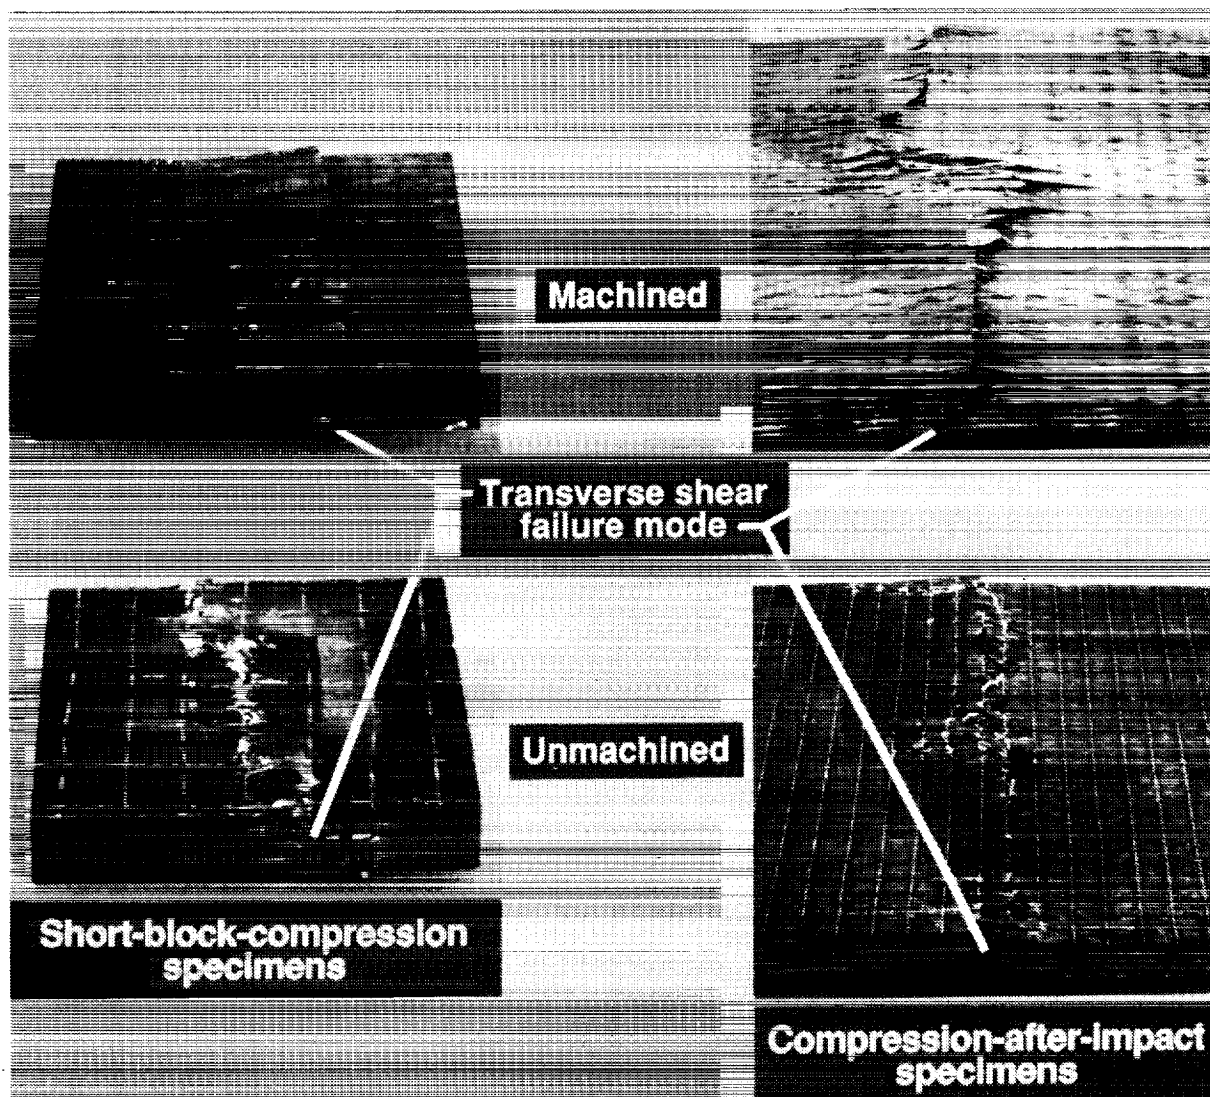 Machined
Transverse shear
failure mode
Unmachined
Short-block-compression
specimens
Compression-after-impact
specimens